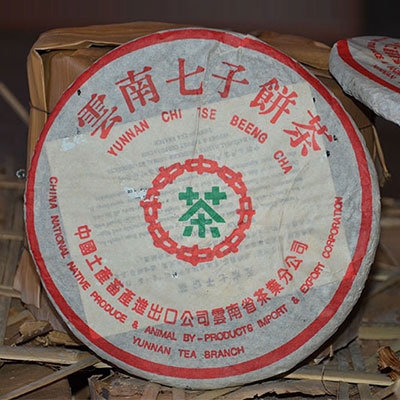 雲南七子餅茶
YUNNAN CHI TSE BEENG CHA
茶
中國土產畜產進出口公司雲南省茶葉分公司
CHINA NATIONAL NATIVE PRODUCE & ANIMAL BY-PRODUCTS IMPORT & EXPORT CORPORATION
YUNNAN TEA BRANCH